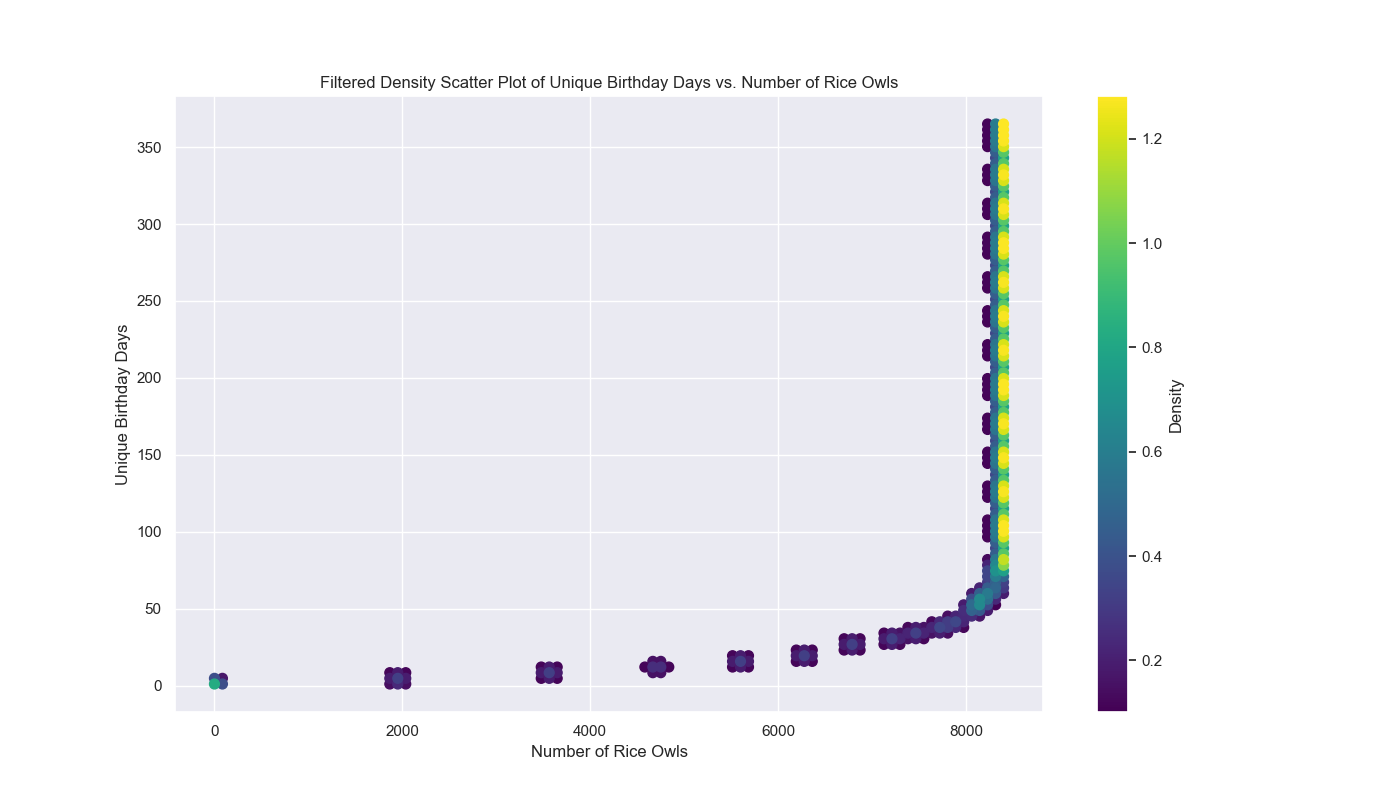 Filtered Density Scatter Plot of Unique Birthday Days vs. Number of Rice Owls
350
300
250
200
150
100
50
0
Unique Birthday Days
0 2000 4000 6000 8000
Number of Rice Owls
1.2
1.0
0.8
0.6
0.4
0.2
Density